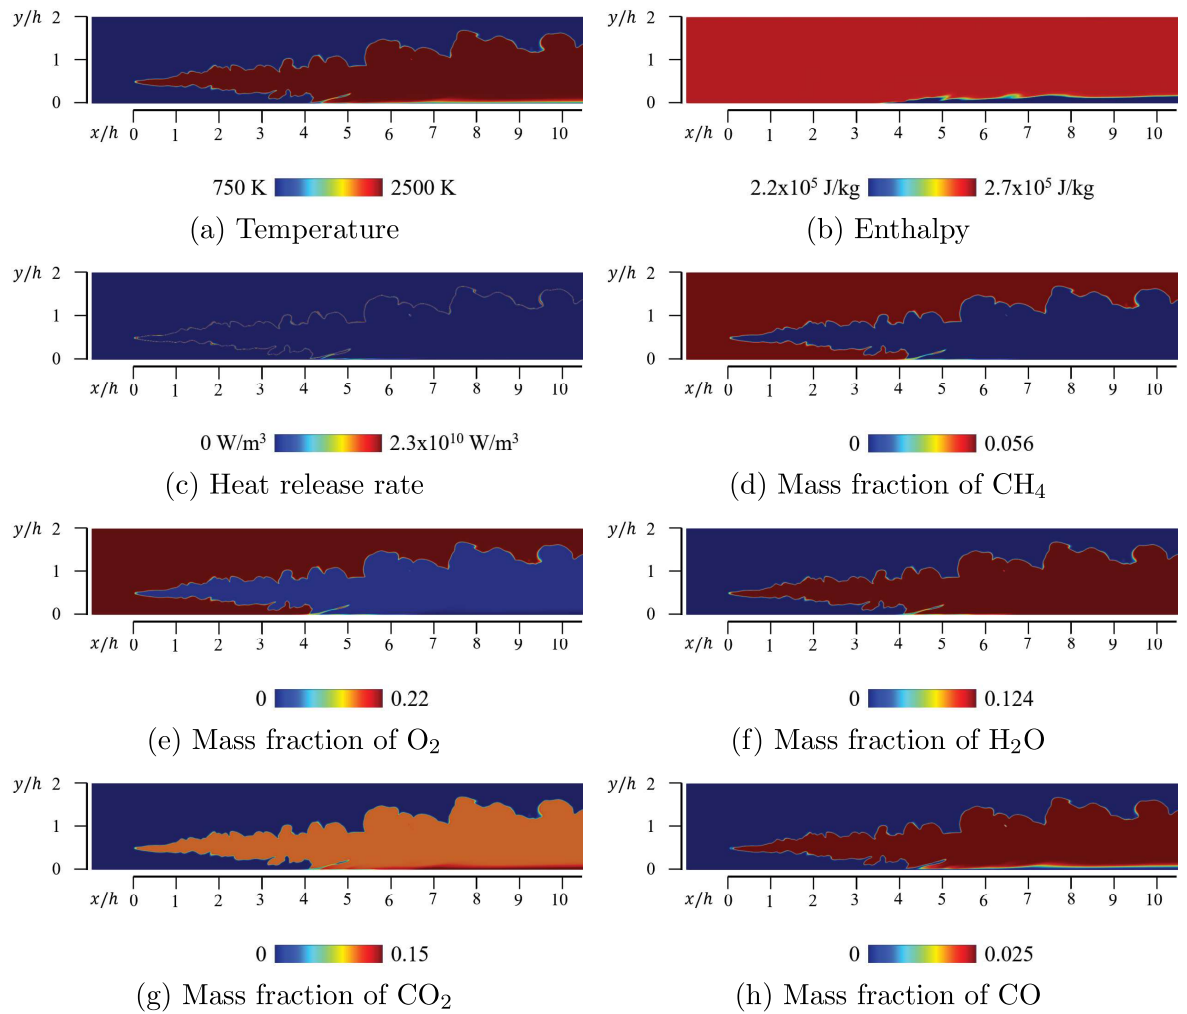 y/h 2 1 0
x/h 0 1 2 3 4 5 6 7 8 9 10
750 K 2500 K
(a) Temperature
y/h 2 1 0
x/h 0 1 2 3 4 5 6 7 8 9 10
2.2x10⁵ J/kg 2.7x10⁵ J/kg
(b) Enthalpy
y/h 2 1 0
x/h 0 1 2 3 4 5 6 7 8 9 10
0 W/m³ 2.3x10¹⁰ W/m³
(c) Heat release rate
y/h 2 1 0
x/h 0 1 2 3 4 5 6 7 8 9 10
0 0.056
(d) Mass fraction of CH₄
y/h 2 1 0
x/h 0 1 2 3 4 5 6 7 8 9 10
0 0.22
(e) Mass fraction of O₂
y/h 2 1 0
x/h 0 1 2 3 4 5 6 7 8 9 10
0 0.124
(f) Mass fraction of H₂O
y/h 2 1 0
x/h 0 1 2 3 4 5 6 7 8 9 10
0 0.15
(g) Mass fraction of CO₂
y/h 2 1 0
x/h 0 1 2 3 4 5 6 7 8 9 10
0 0.025
(h) Mass fraction of CO